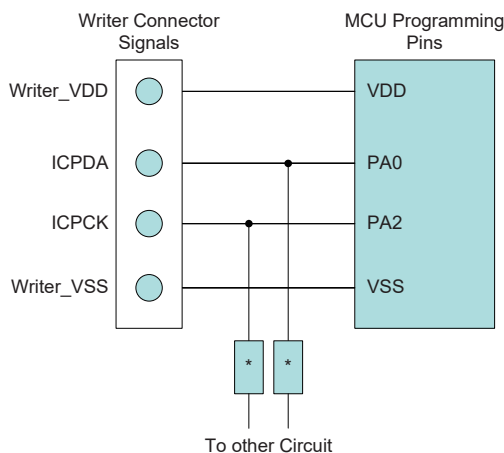 Writer Connector
Signals
MCU Programming
Pins
Writer_VDD
VDD
ICPDA
PA0
ICPCK
PA2
Writer_VSS
VSS
*
*
To other Circuit